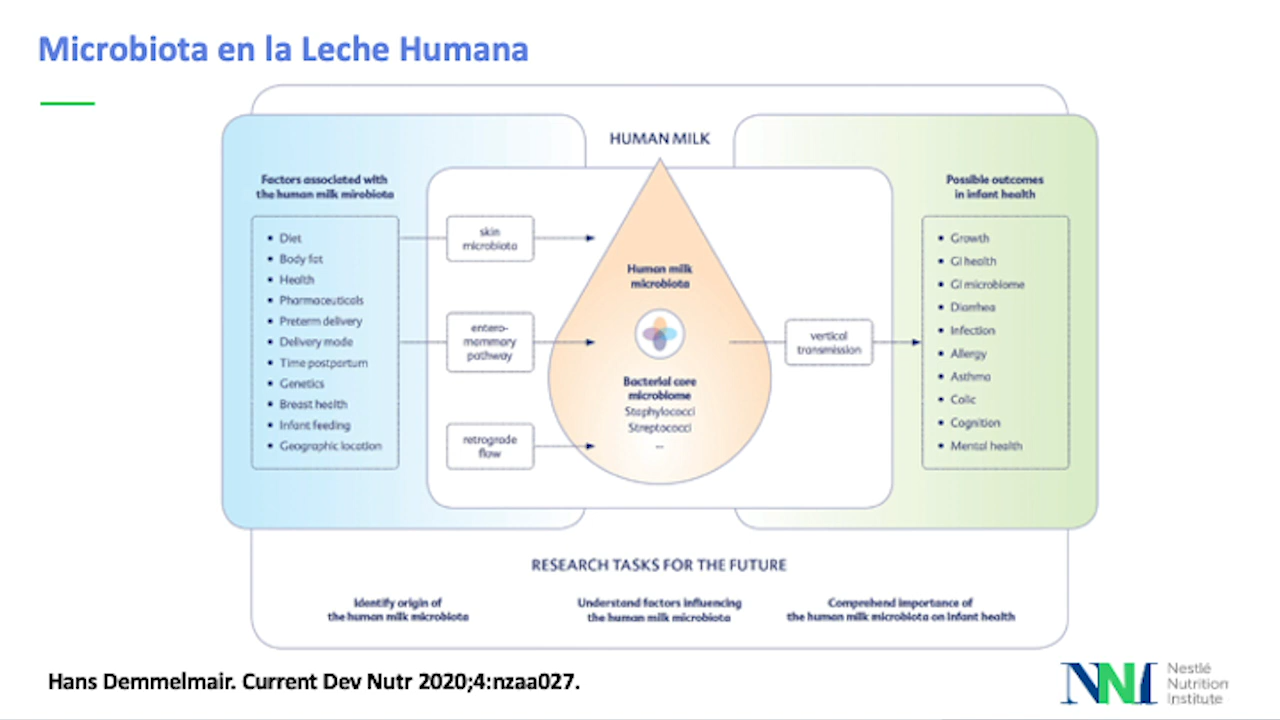 Microbiota en la Leche Humana
HUMAN MILK
Factors associated with
the human milk mirobiota
• Diet
• Body fat
• Health
• Pharmaceuticals
• Preterm delivery
• Delivery mode
• Time postpartum
• Genetics
• Breast health
• Infant feeding
• Geographic location
skin
microbiota
entero-
mammary
pathway
retrograde
flow
Human milk
microbiota
Bacterial core
microbiome
Staphylococci
Streptococci
...
vertical
transmission
Possible outcomes
in infant health
• Growth
• GI health
• GI microbiome
• Diarrhea
• Infection
• Allergy
• Asthma
• Colic
• Cognition
• Mental health
RESEARCH TASKS FOR THE FUTURE
Identify origin of
the human milk microbiota
Understand factors influencing
the human milk microbiota
Comprehend importance of
the human milk microbiota on infant health
Hans Demmelmair. Current Dev Nutr 2020;4:nzaa027.
NNI
Nestlé
Nutrition
Institute